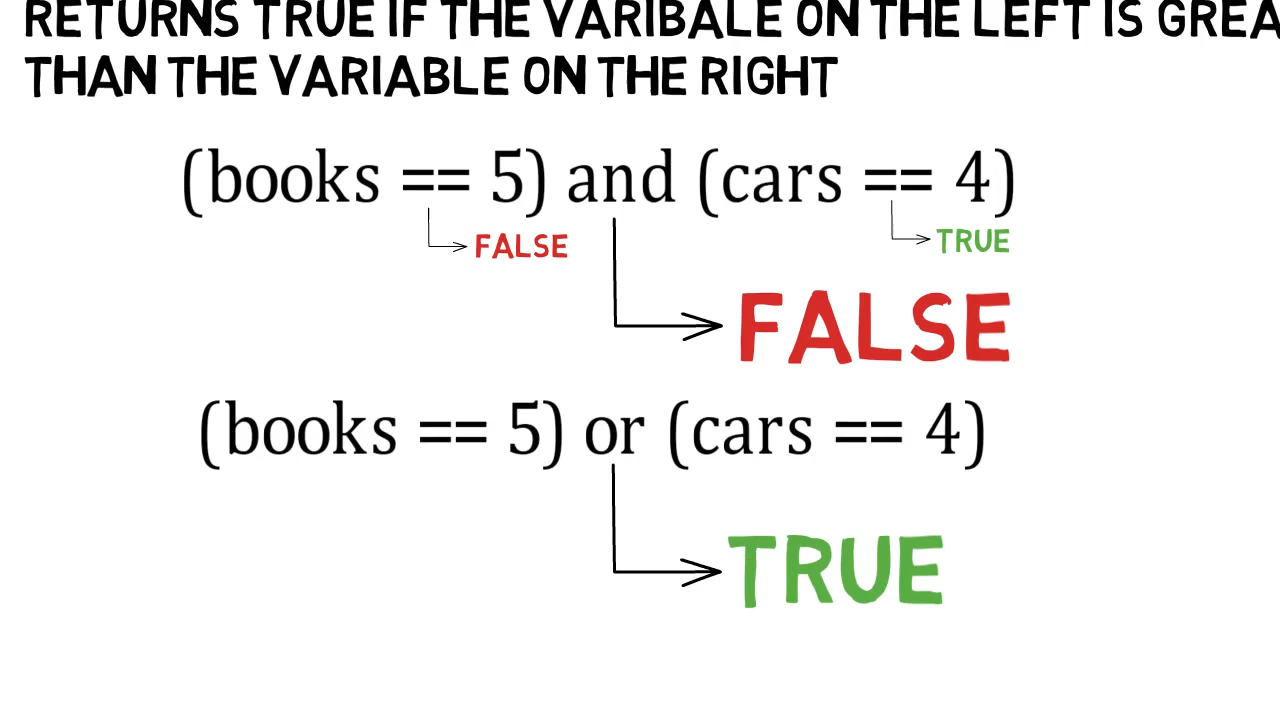 RETURNS TRUE IF THE VARIBALE ON THE LEFT IS
THAN THE VARIABLE ON THE RIGHT
(books == 5) and (cars == 4)
FALSE TRUE
FALSE
(books == 5) or (cars == 4)
TRUE